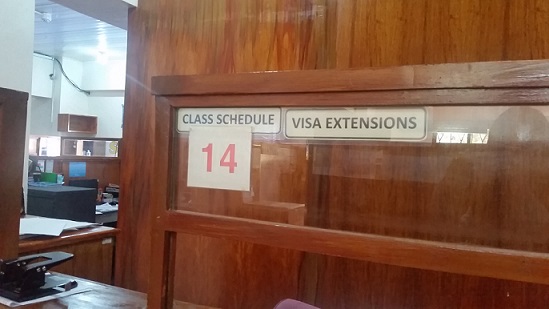 CLASS SCHEDULE
VISA EXTENSIONS
14